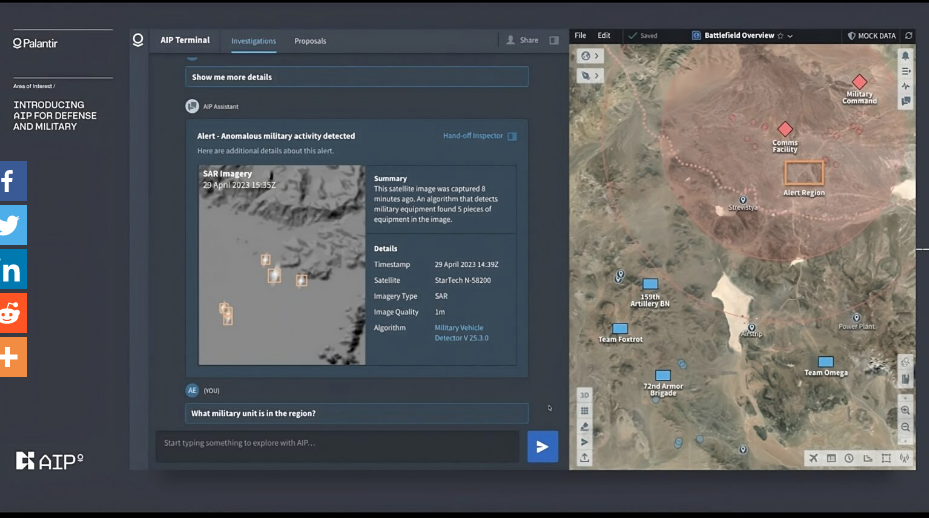 Palantir
Area of Interest /
INTRODUCING
AIP FOR DEFENSE
AND MILITARY
AIP
AIP Terminal
Investigations
Proposals
Share
Show me more details
AIP Assistant
Alert - Anomalous military activity detected
Hand-off Inspector
Here are additional details about this alert.
SAR Imagery
29 April 2023 15:35Z
Summary
This satellite image was captured 8
minutes ago. An algorithm that detects
military equipment found 5 pieces of
equipment in the image.
Details
Timestamp 29 April 2023 14:39Z
Satellite StarTech N-58200
Imagery Type SAR
Image Quality 1m
Algorithm Military Vehicle
Detector V 25.3.0
AE (YOU)
What military unit is in the region?
Start typing something to explore with AIP...
File Edit Saved
Battlefield Overview
MOCK DATA
Military
Command
Comms
Facility
Alert Region
159th
Artillery BN
Team Foxtrot
Airstrip
Power Plant
Team Omega
72nd Armor
Brigade
3D